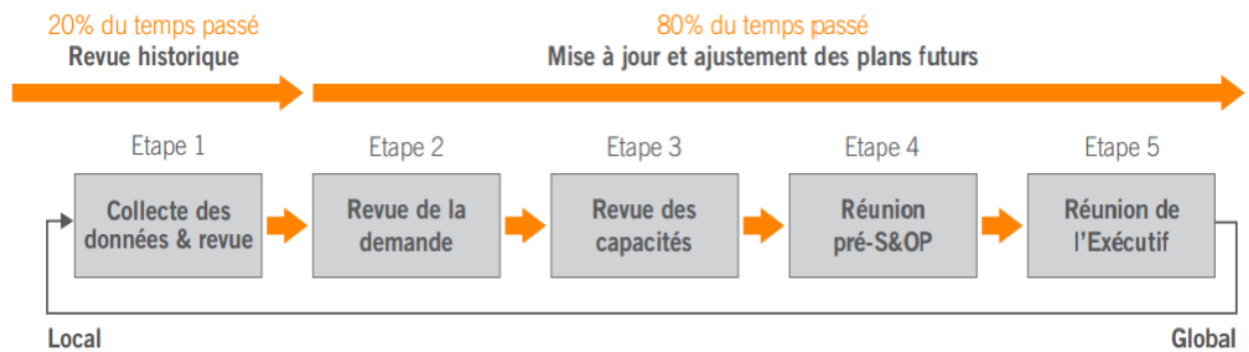 20% du temps passé
Revue historique
80% du temps passé
Mise à jour et ajustement des plans futurs
Etape 1
Etape 2
Etape 3
Etape 4
Etape 5
Collecte des
données & revue
Revue de la
demande
Revue des
capacités
Réunion
pré-S&OP
Réunion de
l'Exécutif
Local
Global